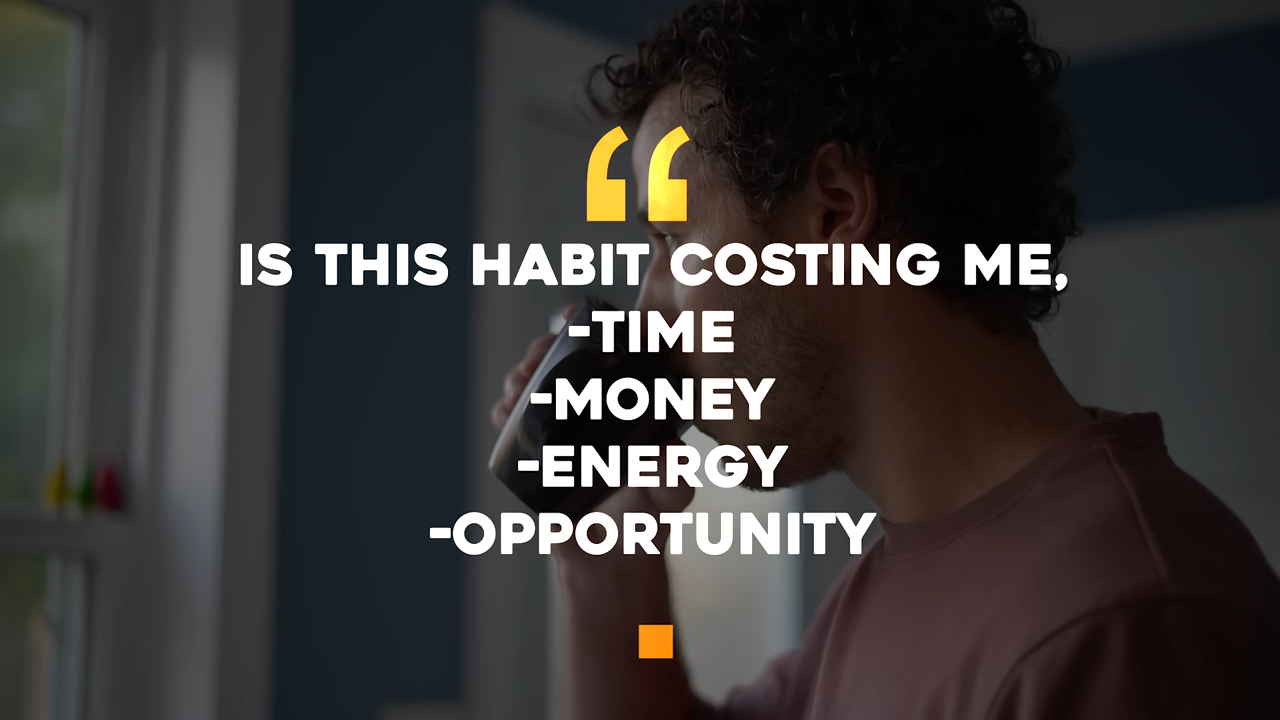 “
IS THIS HABIT COSTING ME,
-TIME
-MONEY
-ENERGY
-OPPORTUNITY